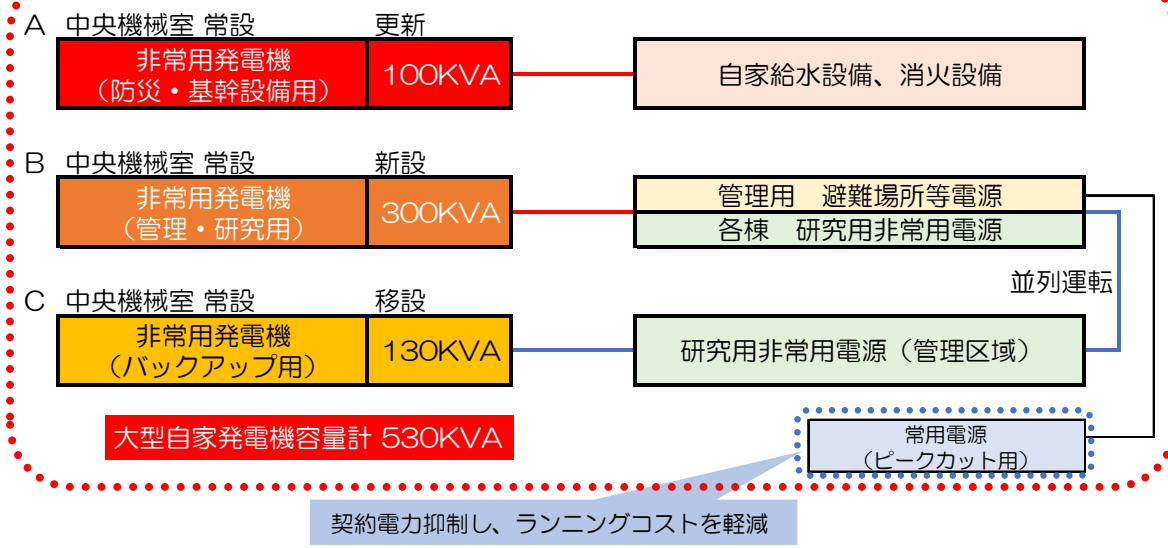 A 中央機械室 常設 更新
非常用発電機
（防災・基幹設備用）
100KVA
自家給水設備、消火設備
B 中央機械室 常設 新設
非常用発電機
（管理・研究用）
300KVA
管理用 避難場所等電源
各棟 研究用非常用電源
並列運転
C 中央機械室 常設 移設
非常用発電機
（バックアップ用）
130KVA
研究用非常用電源（管理区域）
大型自家発電機容量計 530KVA
常用電源
（ピークカット用）
契約電力抑制し、ランニングコストを軽減